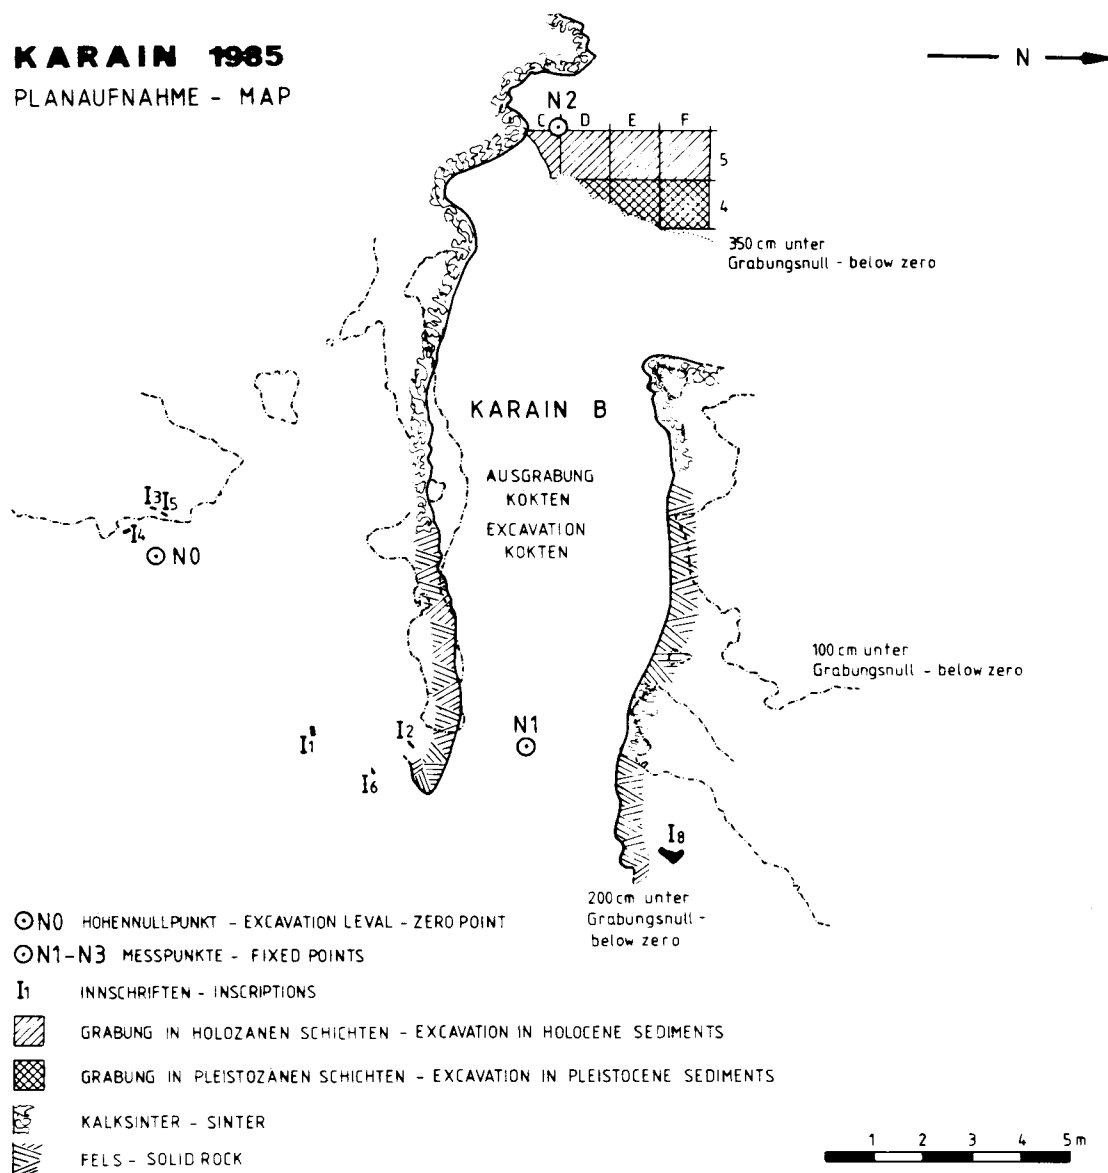 KARAIN 1985
PLANAUFNAHME - MAP
N
N2
C D E F
5
4
350 cm unter
Grabungsnull - below zero
KARAIN B
AUSGRABUNG
KOKTEN
EXCAVATION
KOKTEN
I3 I5
I4
N0
100 cm unter
Grabungsnull - below zero
I1
I2
N1
I6
I8
200 cm unter
Grabungsnull -
below zero
N0 HOHENNULLPUNKT - EXCAVATION LEVAL - ZERO POINT
N1-N3 MESSPUNKTE - FIXED POINTS
I1 INNSCHRIFTEN - INSCRIPTIONS
GRABUNG IN HOLOZANEN SCHICHTEN - EXCAVATION IN HOLOCENE SEDIMENTS
GRABUNG IN PLEISTOZÄNEN SCHICHTEN - EXCAVATION IN PLEISTOCENE SEDIMENTS
KALKSINTER - SINTER
FELS - SOLID ROCK
1 2 3 4 5 m